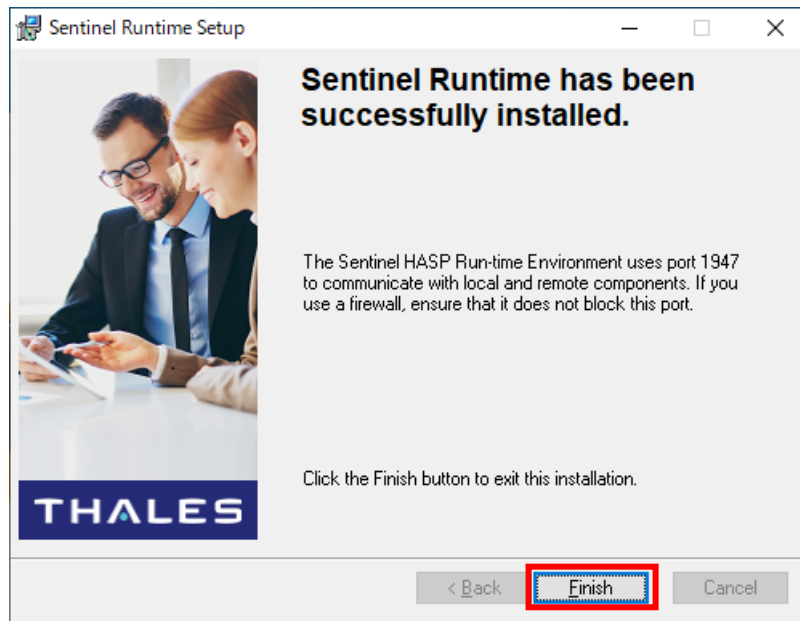 Sentinel Runtime Setup
Sentinel Runtime has been
successfully installed.
The Sentinel HASP Run-time Environment uses port 1947
to communicate with local and remote components. If you
use a firewall, ensure that it does not block this port.
Click the Finish button to exit this installation.
THALES
< Back Finish Cancel